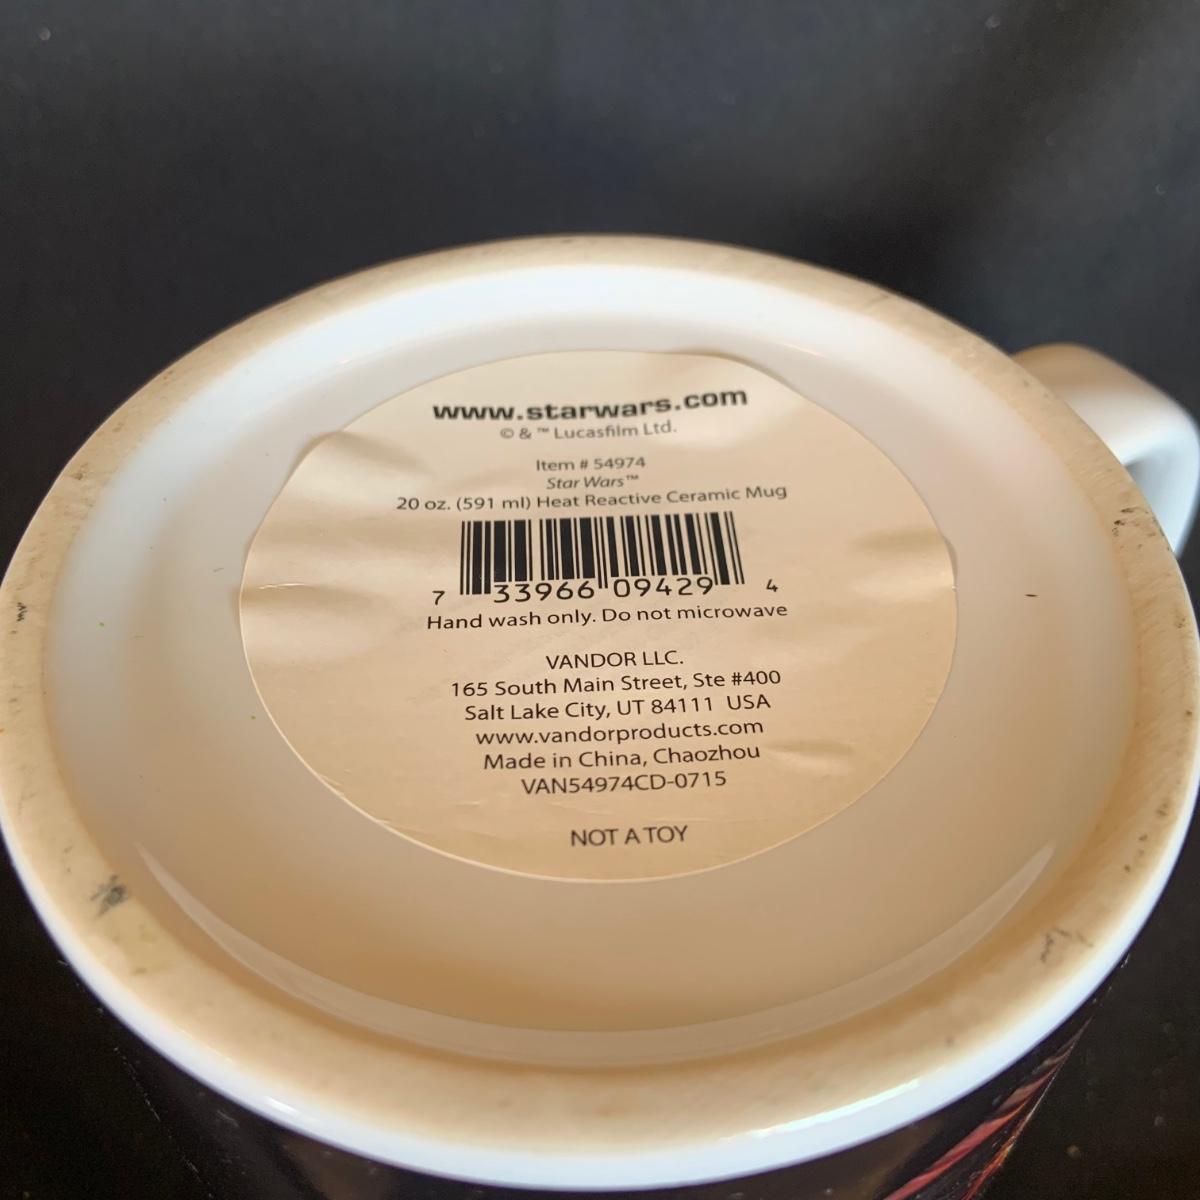 www.starwars.com
© & ™ Lucasfilm Ltd.
Item # 54974
Star Wars™
20 oz. (591 ml) Heat Reactive Ceramic Mug
7 33966 09429 4
Hand wash only. Do not microwave
VANDOR LLC.
165 South Main Street, Ste #400
Salt Lake City, UT 84111 USA
www.vandorproducts.com
Made in China, Chaozhou
VAN54974CD-0715
NOT A TOY